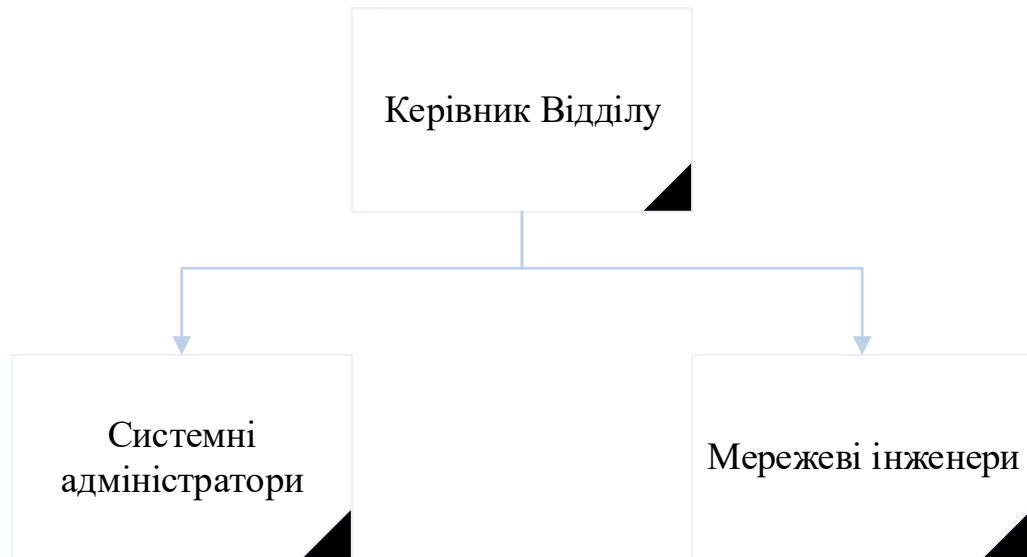 Керівник Відділу
Системні
адміністратори
Мережеві інженери